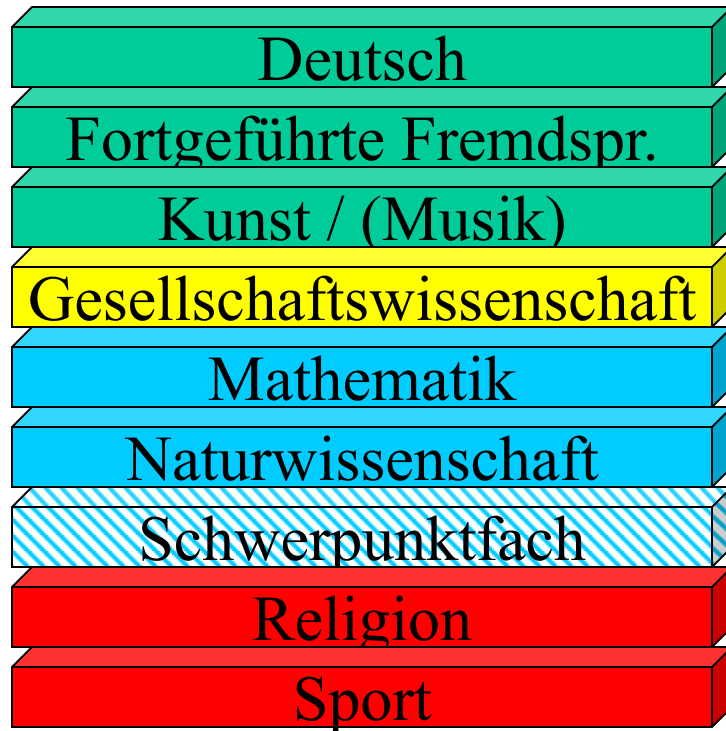 Deutsch
Fortgeführte Fremdspr.
Kunst / (Musik)
Gesellschaftswissenschaft
Mathematik
Naturwissenschaft
Schwerpunktfach
Religion
Sport